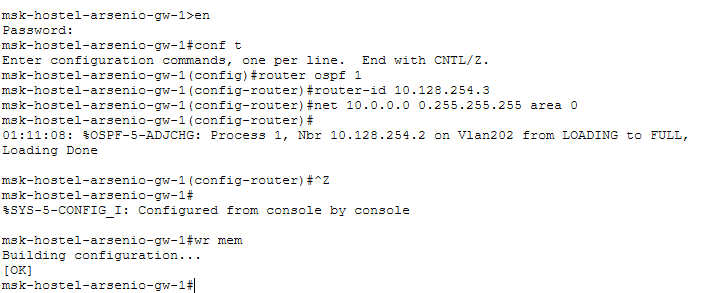 msk-hostel-arsenio-gw-1>en
Password:
msk-hostel-arsenio-gw-1#conf t
Enter configuration commands, one per line.  End with CNTL/Z.
msk-hostel-arsenio-gw-1(config)#router ospf 1
msk-hostel-arsenio-gw-1(config-router)#router-id 10.128.254.3
msk-hostel-arsenio-gw-1(config-router)#net 10.0.0.0 0.255.255.255 area 0
msk-hostel-arsenio-gw-1(config-router)#
01:11:08: %OSPF-5-ADJCHG: Process 1, Nbr 10.128.254.2 on Vlan202 from LOADING to FULL,
Loading Done
msk-hostel-arsenio-gw-1(config-router)#^Z
msk-hostel-arsenio-gw-1#
%SYS-5-CONFIG_I: Configured from console by console
msk-hostel-arsenio-gw-1#wr mem
Building configuration...
[OK]
msk-hostel-arsenio-gw-1#